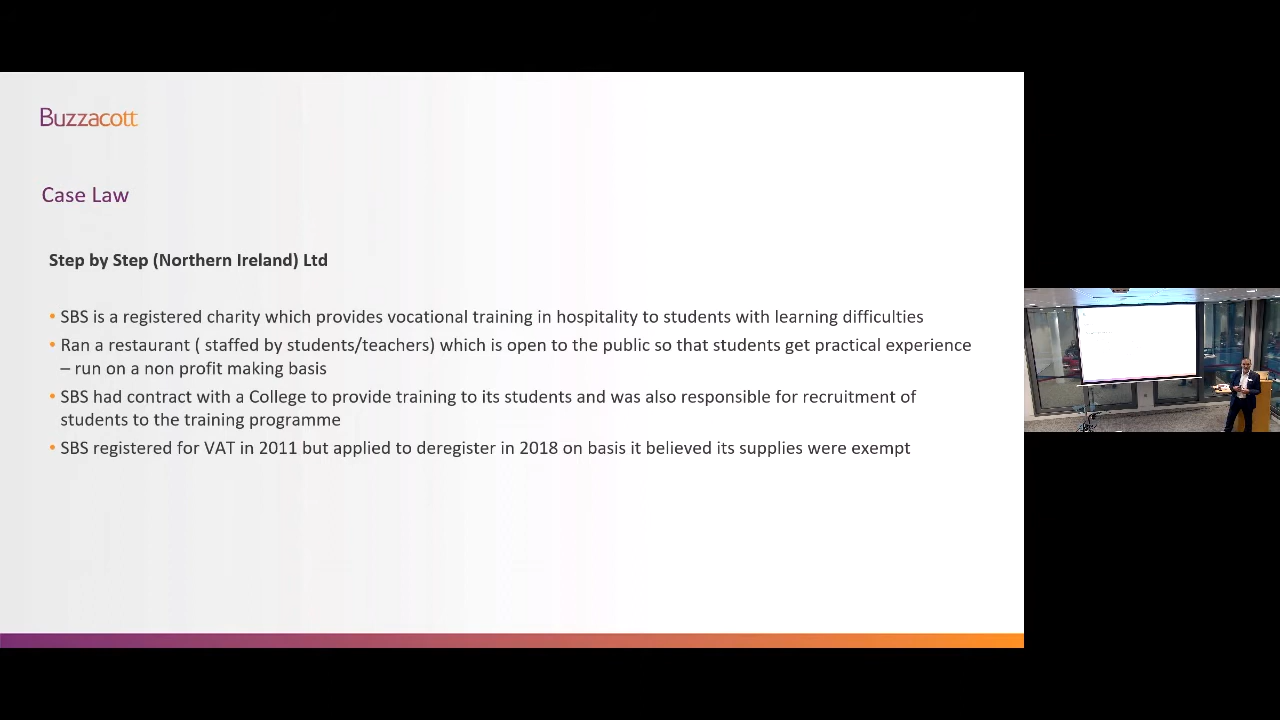 Buzzacott
Case Law
Step by Step (Northern Ireland) Ltd
• SBS is a registered charity which provides vocational training in hospitality to students with learning difficulties
• Ran a restaurant ( staffed by students/teachers) which is open to the public so that students get practical experience
– run on a non profit making basis
• SBS had contract with a College to provide training to its students and was also responsible for recruitment of
students to the training programme
• SBS registered for VAT in 2011 but applied to deregister in 2018 on basis it believed its supplies were exempt